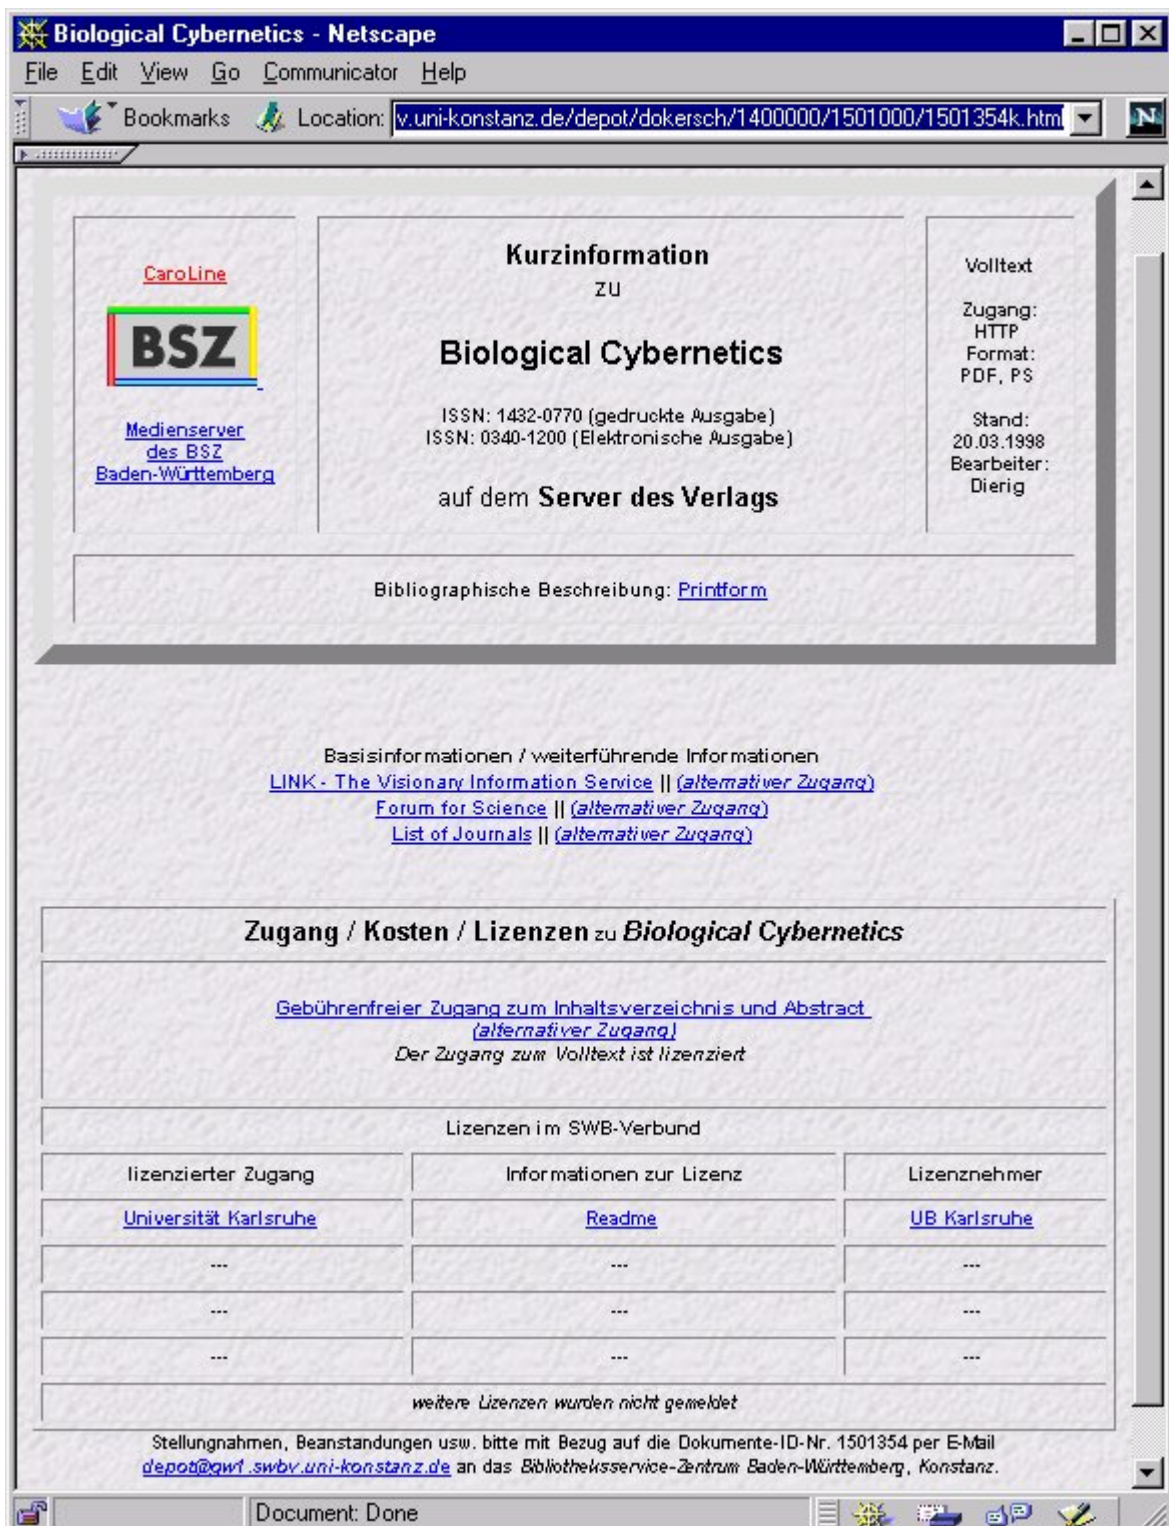 Biological Cybernetics - Netscape
File Edit View Go Communicator Help
Bookmarks Location: v.uni-konstanz.de/depot/dokersch/1400000/1501000/1501354k.html
N
CaroLine
BSZ
Medienserver
des BSZ
Baden-Württemberg
Kurzinformation
zu
Biological Cybernetics
ISSN: 1432-0770 (gedruckte Ausgabe)
ISSN: 0340-1200 (Elektronische Ausgabe)
auf dem Server des Verlags
Volltext
Zugang:
HTTP
Format:
PDF, PS
Stand:
20.03.1998
Bearbeiter:
Dierig
Bibliographische Beschreibung: Printform
Basisinformationen / weiterführende Informationen
LINK - The Visionary Information Service || (alternativer Zugang)
Forum for Science || (alternativer Zugang)
List of Journals || (alternativer Zugang)
Zugang / Kosten / Lizenzen zu Biological Cybernetics
Gebührenfreier Zugang zum Inhaltsverzeichnis und Abstract
(alternativer Zugang)
Der Zugang zum Volltext ist lizenziert
Lizenzen im SWB-Verbund
lizenzierter Zugang Informationen zur Lizenz Lizenznehmer
Universität Karlsruhe Readme UB Karlsruhe
--- --- ---
--- --- ---
--- --- ---
weitere Lizenzen wurden nicht gemeldet
Stellungnahmen, Beanstandungen usw. bitte mit Bezug auf die Dokumente-ID-Nr. 1501354 per E-Mail
depot@gw1.swbv.uni-konstanz.de an das Bibliotheksservice-Zentrum Baden-Württemberg, Konstanz.
Document: Done